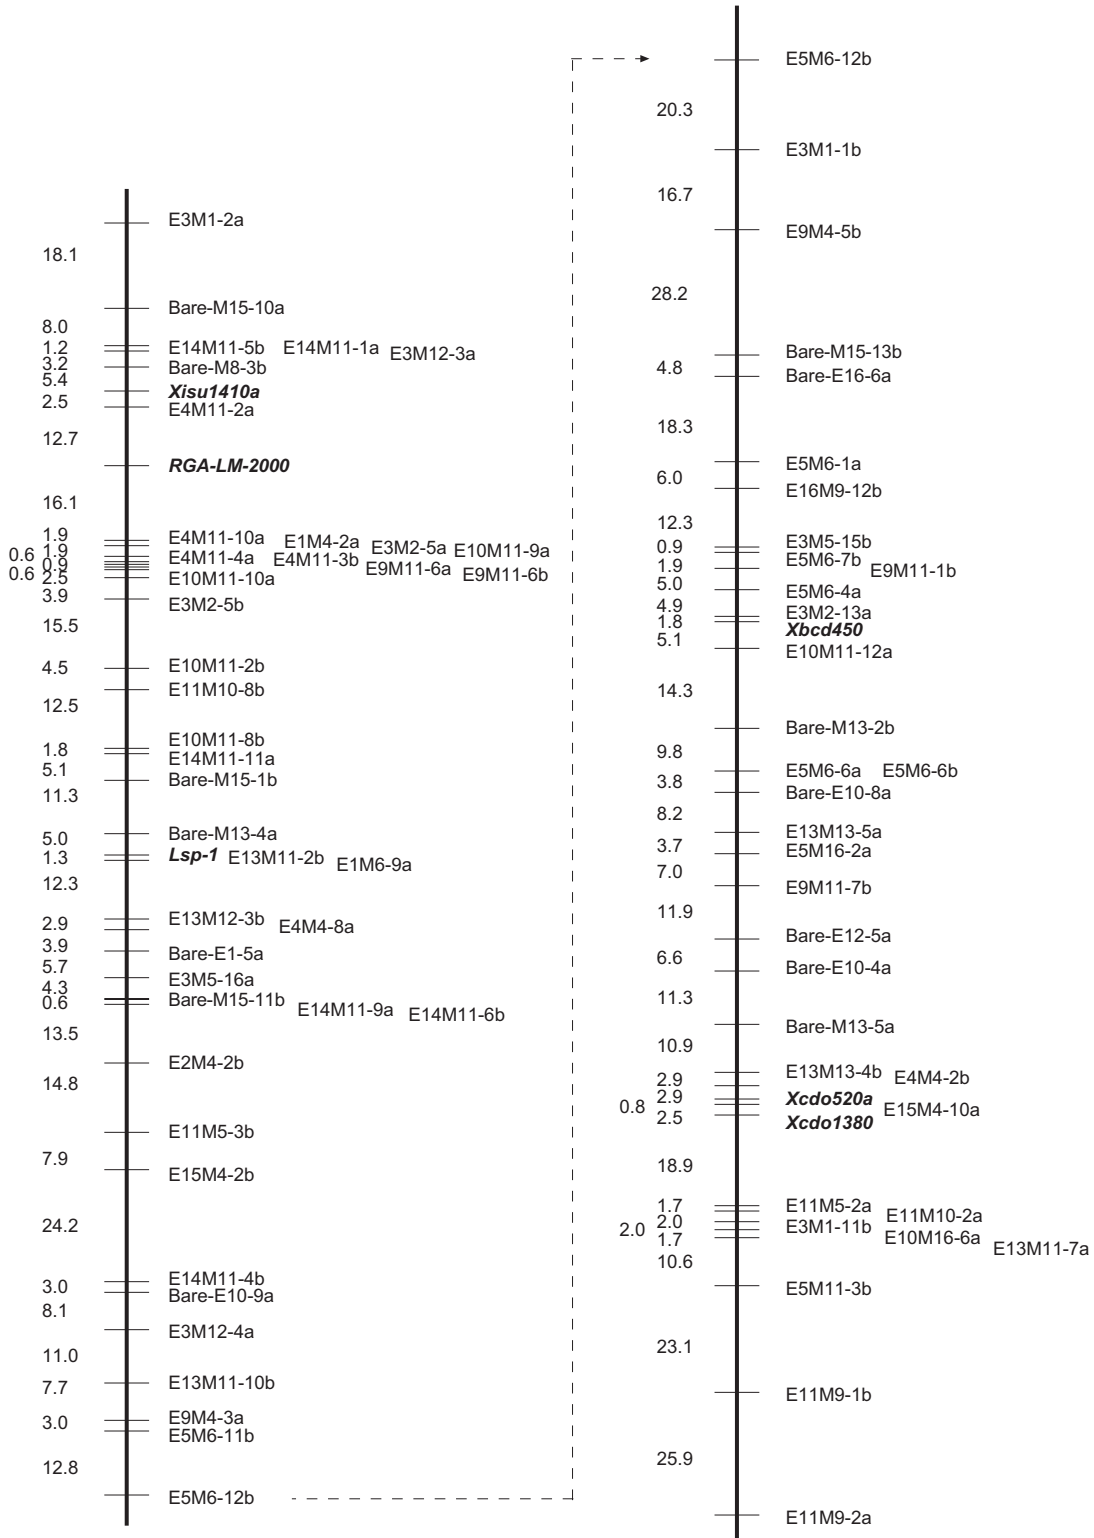 E3M1-2a
18.1
Bare-M15-10a
8.0
1.2 E14M11-5b E14M11-1a E3M12-3a
3.2 Bare-M8-3b
5.4
Xisu1410a
2.5 E4M11-2a
12.7
RGA-LM-2000
16.1
1.9 E4M11-10a E1M4-2a E3M2-5a E10M11-9a
0.6 1.9 E4M11-4a E4M11-3b E9M11-6a E9M11-6b
0.9
0.6 2.5 E10M11-10a
3.9 E3M2-5b
15.5
4.5 E10M11-2b
E11M10-8b
12.5
E10M11-8b
1.8 E14M11-11a
5.1 Bare-M15-1b
11.3
Bare-M13-4a
5.0
1.3 Lsp-1 E13M11-2b E1M6-9a
12.3
E13M12-3b E4M4-8a
2.9
3.9 Bare-E1-5a
5.7
E3M5-16a
4.3
0.6 Bare-M15-11b E14M11-9a E14M11-6b
13.5
E2M4-2b
14.8
E11M5-3b
7.9
E15M4-2b
24.2
E14M11-4b
3.0 Bare-E10-9a
8.1
E3M12-4a
11.0
7.7 E13M11-10b
3.0 E9M4-3a
E5M6-11b
12.8
E5M6-12b
E5M6-12b
20.3
E3M1-1b
16.7
E9M4-5b
28.2
Bare-M15-13b
4.8
Bare-E16-6a
18.3
E5M6-1a
6.0
E16M9-12b
12.3
E3M5-15b
0.9 E5M6-7b E9M11-1b
1.9
5.0
E5M6-4a
4.9 E3M2-13a
1.8 Xbcd450
5.1
E10M11-12a
14.3
Bare-M13-2b
9.8
E5M6-6a E5M6-6b
3.8
Bare-E10-8a
8.2
E13M13-5a
3.7 E5M16-2a
7.0
E9M11-7b
11.9
Bare-E12-5a
6.6
Bare-E10-4a
11.3
Bare-M13-5a
10.9
E13M13-4b E4M4-2b
2.9
2.9 Xcdo520a E15M4-10a
0.8 2.5 Xcdo1380
18.9
1.7 E11M5-2a E11M10-2a
2.0 2.0 E3M1-11b E10M16-6a E13M11-7a
1.7
10.6
E5M11-3b
23.1
E11M9-1b
25.9
E11M9-2a